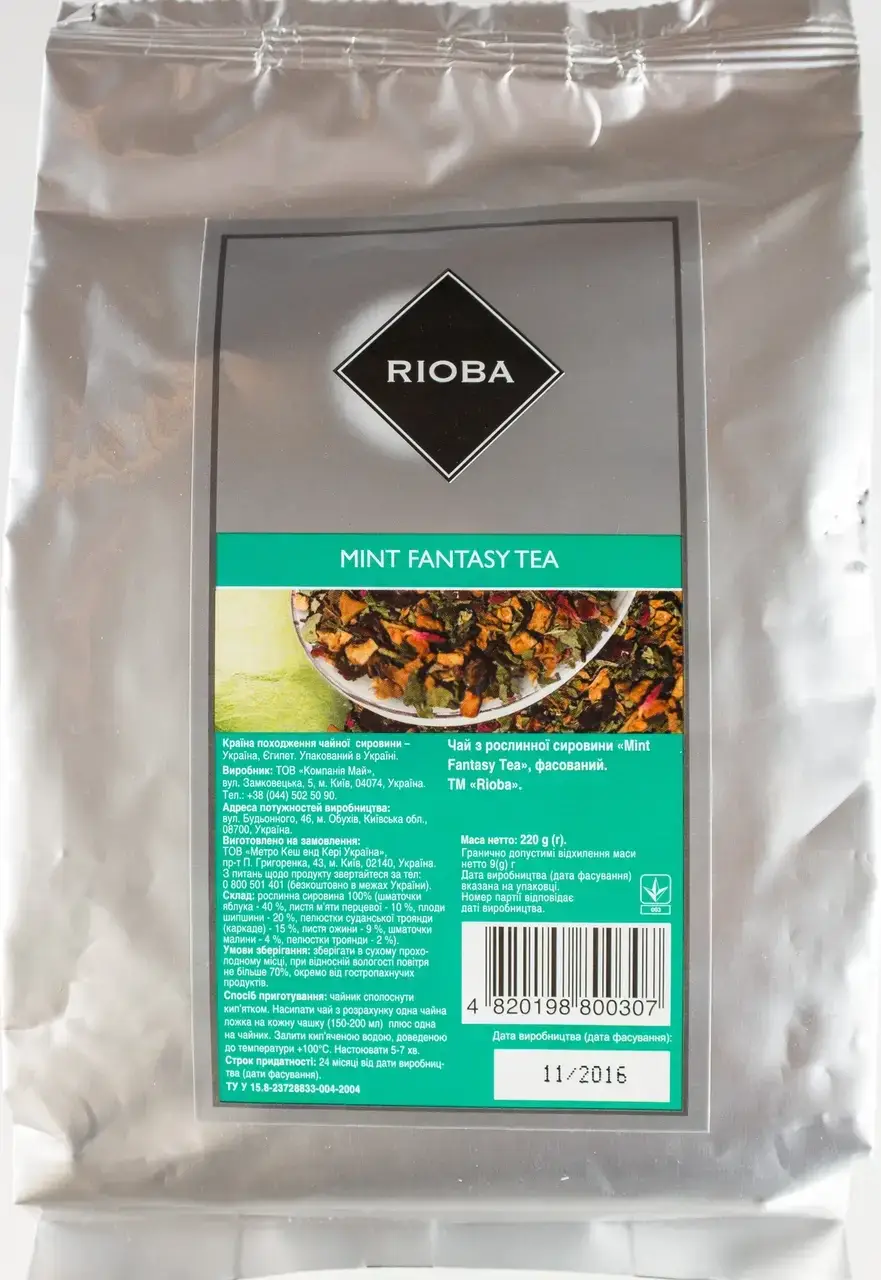 RIOBA
MINT FANTASY TEA
Країна походження чайної сировини –
Україна, Єгипет. Упакований в Україні.
Виробник: ТОВ «Компанія Май»,
вул. Замковецька, 5, м. Київ, 04074, Україна.
Тел.: +38 (044) 502 50 90.
Адреса потужностей виробництва:
вул. Будьонного, 46, м. Обухів, Київська обл.,
08700, Україна.
Виготовлено на замовлення:
ТОВ «Метро Кеш енд Кері Україна»,
пр-т П. Григоренка, 43, м. Київ, 02140, Україна.
З питань щодо продукту звертайтеся за тел:
0 800 501 401 (безкоштовно в межах України).
Склад: рослинна сировина 100% (шматочки
яблука - 40 %, листя м'яти перцевої - 10 %, плоди
шипшини - 20 %, пелюстки суданської троянди
(каркаде) - 15 %, листя ожини - 9 %, шматочки
малини - 4 %, пелюстки троянди - 2 %).
Умови зберігання: зберігати в сухому прохо-
лодному місці, при відносній вологості повітря
не більше 70%, окремо від гостропахнучих
продуктів.
Спосіб приготування: чайник сполоснути
кип'ятком. Насипати чай з розрахунку одна чайна
ложка на кожну чашку (150-200 мл) плюс одна
на чайник. Залити кип'яченою водою, доведеною
до температури +100°С. Настоювати 5-7 хв.
Строк придатності: 24 місяці від дати виробниц-
тва (дати фасування).
ТУ У 15.8-23728833-004-2004
Чай з рослинної сировини «Mint
Fantasy Tea», фасований.
ТМ «Rioba».
Маса нетто: 220 g (г).
Гранично допустимі відхилення маси
нетто 9(g) г
Дата виробництва (дата фасування)
вказана на упаковці.
Номер партії відповідає
даті виробництва.
003
4 820198 800307
Дата виробництва (дата фасування):
11/2016